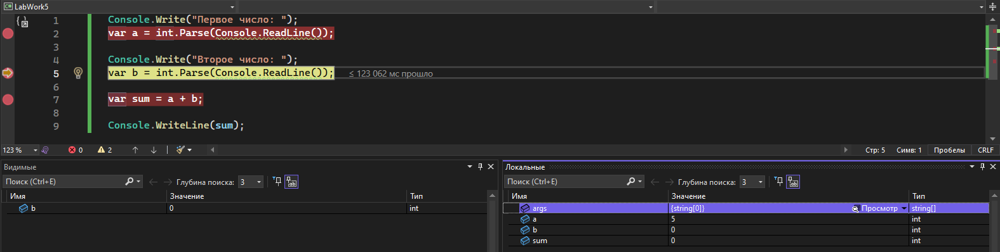 C# LabWork5
1 Console.Write("Первое число: ");
2 var a = int.Parse(Console.ReadLine());
3
4 Console.Write("Второе число: ");
5 var b = int.Parse(Console.ReadLine()); ≤ 123 062 мс прошло
6
7 var sum = a + b;
8
9 Console.WriteLine(sum);
123 % 0 2 Стр: 5 Симв: 1 Пробелы CRLF
Видимые
Поиск (Ctrl+E) Глубина поиска: 3
Имя Значение Тип
b 0 int
Локальные
Поиск (Ctrl+E) Глубина поиска: 3
Имя Значение Тип
args {string[0]} Просмотр string[]
a 5 int
b 0 int
sum 0 int